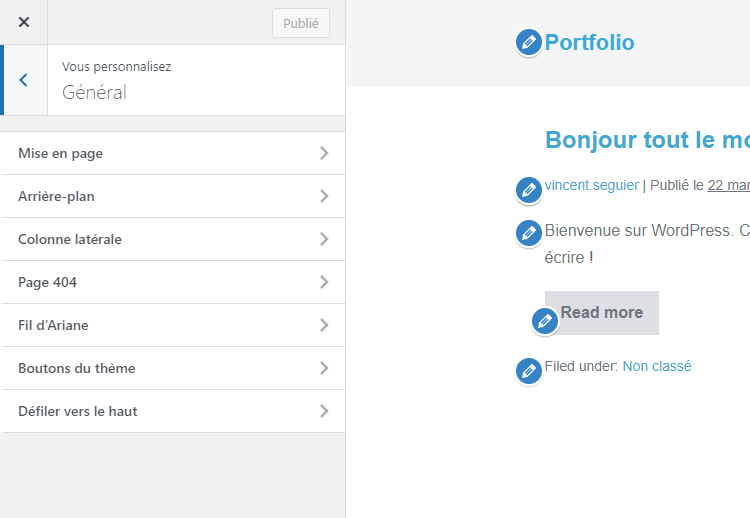 Publié
Vous personnalisez
Général
Mise en page
Arrière-plan
Colonne latérale
Page 404
Fil d’Ariane
Boutons du thème
Défiler vers le haut
Portfolio
Bonjour tout le mo
vincent.seguier | Publié le 22 mar
Bienvenue sur WordPress. C
écrire !
Read more
Filed under: Non classé